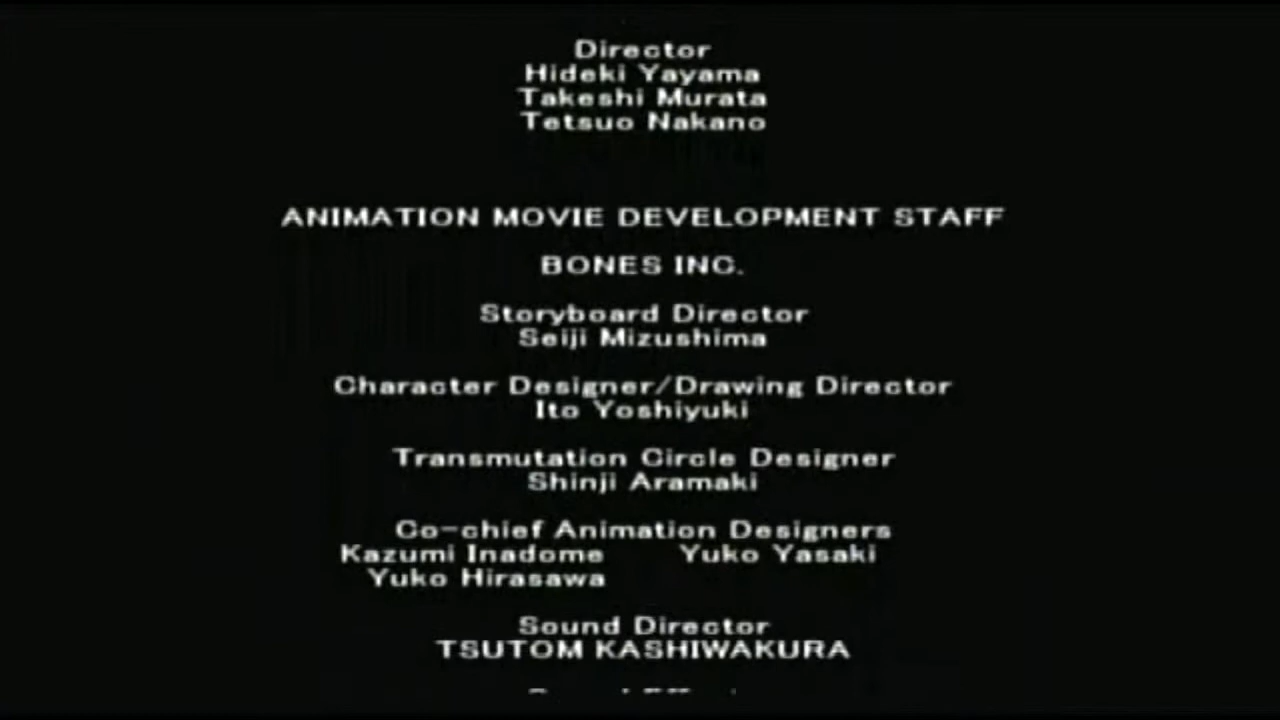 Director
Hideki Yayama
Takeshi Murata
Tetsuo Nakano
ANIMATION MOVIE DEVELOPMENT STAFF
BONES INC.
Storyboard Director
Seiji Mizushima
Character Designer/Drawing Director
Ito Yoshiyuki
Transmutation Circle Designer
Shinji Aramaki
Co-chief Animation Designers
Kazumi Inadome Yuko Yasaki
Yuko Hirasawa
Sound Director
TSUTOM KASHIWAKURA